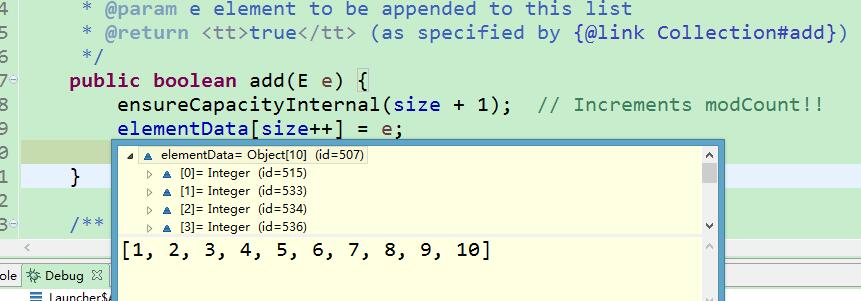 4     * @param e element to be appended to this list
5     * @return <tt>true</tt> (as specified by {@link Collection#add})
6     */
7    public boolean add(E e) {
8        ensureCapacityInternal(size + 1);  // Increments modCount!!
9        elementData[size++] = e;
0
elementData= Object[10] (id=507)
[0]= Integer (id=515)
1    }
[1]= Integer (id=533)
[2]= Integer (id=534)
3    /**
[3]= Integer (id=536)
[1, 2, 3, 4, 5, 6, 7, 8, 9, 10]
ole Debug